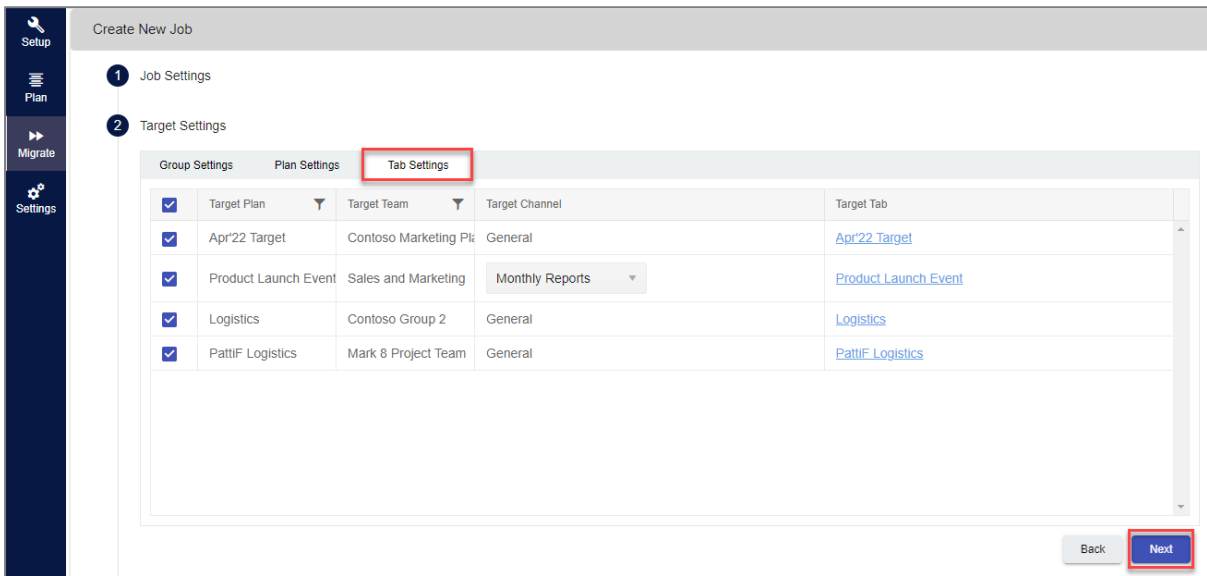 Create New Job
Setup
1 Job Settings
Plan
2 Target Settings
Migrate
Group Settings Plan Settings Tab Settings
Settings
Target Plan Target Team Target Channel Target Tab
Apr'22 Target Contoso Marketing Pla General Apr'22 Target
Product Launch Event Sales and Marketing Monthly Reports Product Launch Event
Logistics Contoso Group 2 General Logistics
PattiF Logistics Mark 8 Project Team General PattiF Logistics
Back Next